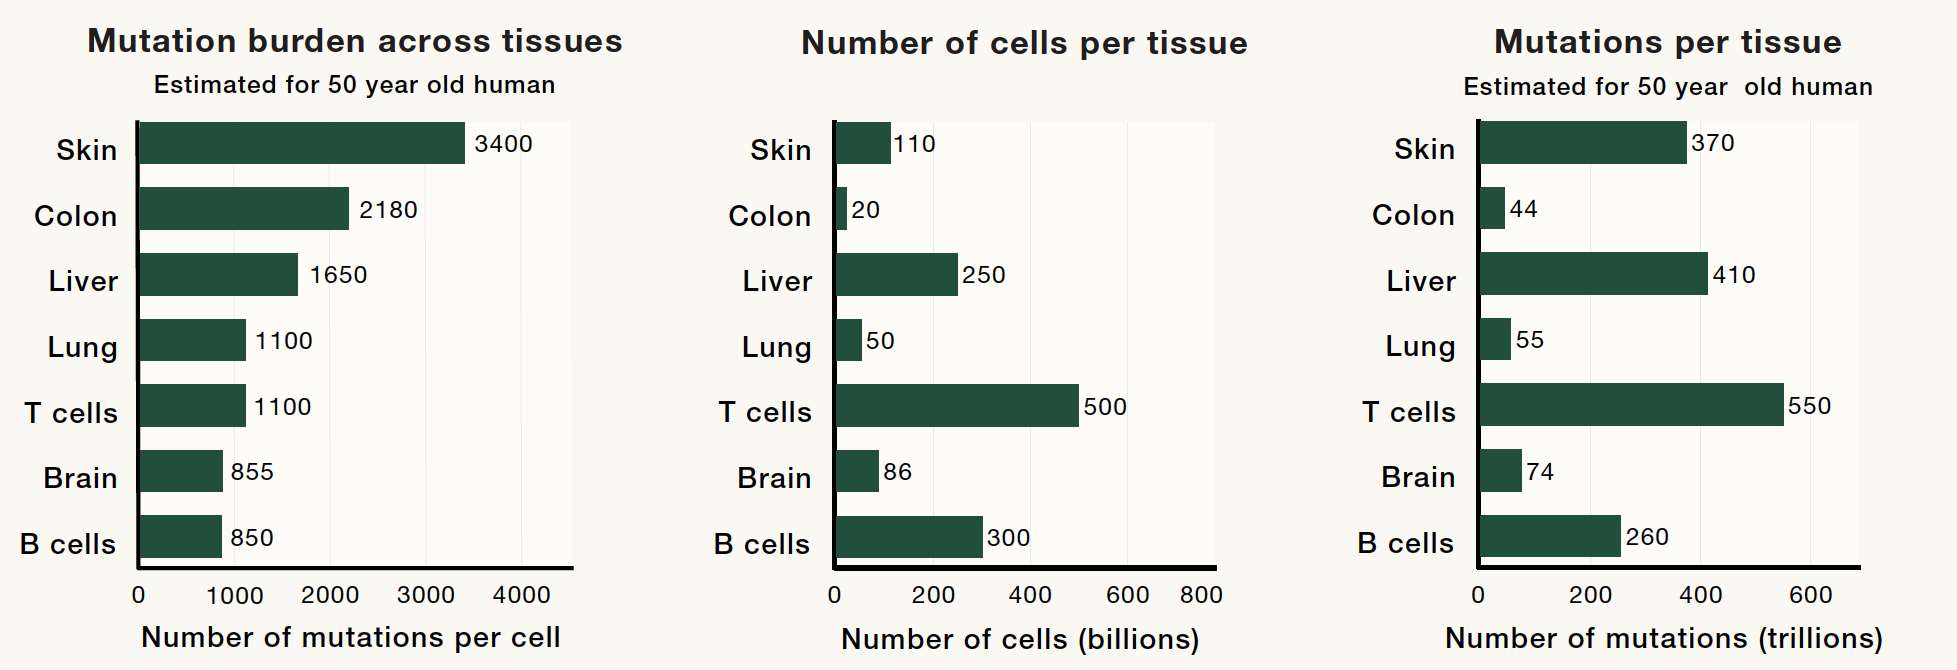 Mutation burden across tissues
Estimated for 50 year old human
Skin 3400
Colon 2180
Liver 1650
Lung 1100
T cells 1100
Brain 855
B cells 850
0 1000 2000 3000 4000
Number of mutations per cell
Number of cells per tissue
Skin 110
Colon 20
Liver 250
Lung 50
T cells 500
Brain 86
B cells 300
0 200 400 600 800
Number of cells (billions)
Mutations per tissue
Estimated for 50 year old human
Skin 370
Colon 44
Liver 410
Lung 55
T cells 550
Brain 74
B cells 260
0 200 400 600
Number of mutations (trillions)